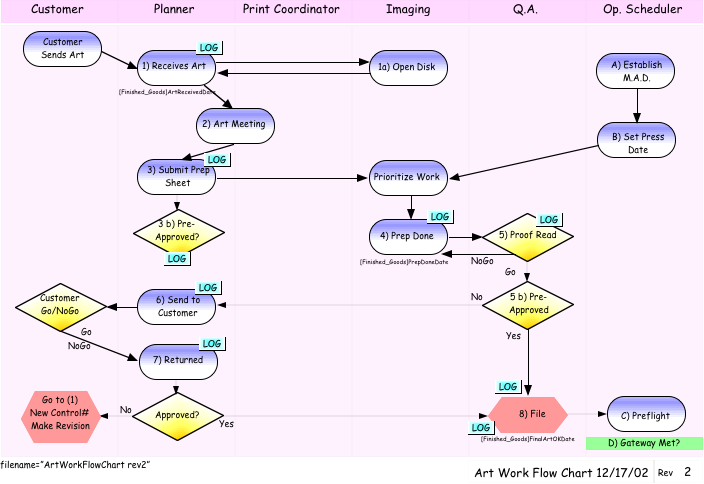 Customer
Planner
Print Coordinator
Imaging
Q.A.
Op. Scheduler
Customer
Sends Art
LOG
1) Receives Art
[Finished_Goods]ArtReceivedDate
1a) Open Disk
A) Establish
M.A.D.
2) Art Meeting
B) Set Press
Date
LOG
3) Submit Prep
Sheet
Prioritize Work
3 b) Pre-
Approved?
LOG
LOG
4) Prep Done
[Finished_Goods]PrepDoneDate
LOG
5) Proof Read
NoGo
Go
Customer
Go/NoGo
Go
NoGo
LOG
6) Send to
Customer
No
5 b) Pre-
Approved
Yes
LOG
7) Returned
Go to (1)
New Control#
Make Revision
No
Approved?
Yes
LOG
LOG
8) File
[Finished_Goods]FinalArtOKDate
C) Preflight
D) Gateway Met?
filename="ArtWorkFlowChart rev2"
Art Work Flow Chart 12/17/02 Rev 2